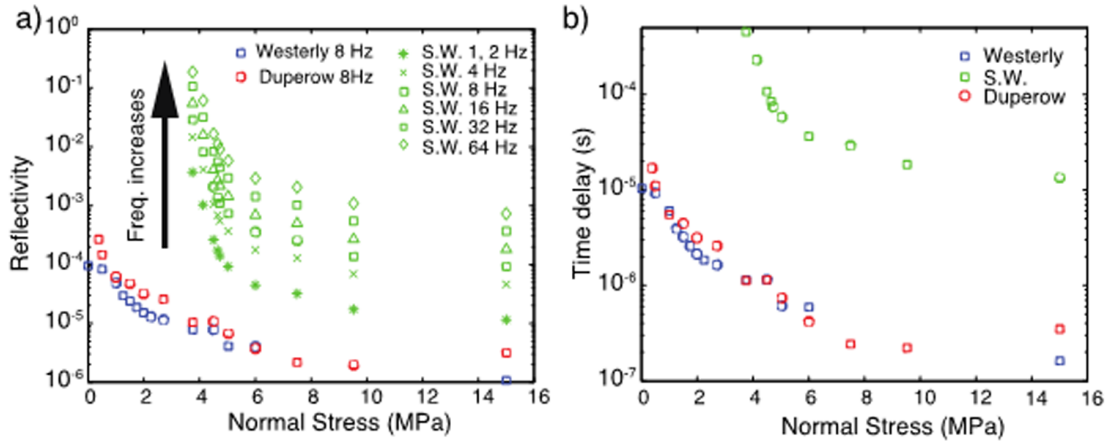 a)
10^0
10^-1
10^-2
10^-3
10^-4
10^-5
10^-6
Reflectivity
Freq. increases
Westerly 8 Hz
Duperow 8Hz
S.W. 1, 2 Hz
S.W. 4 Hz
S.W. 8 Hz
S.W. 16 Hz
S.W. 32 Hz
S.W. 64 Hz
0 2 4 6 8 10 12 14 16
Normal Stress (MPa)
b)
10^-4
10^-5
10^-6
10^-7
Time delay (s)
Westerly
S.W.
Duperow
0 2 4 6 8 10 12 14 16
Normal Stress (MPa)